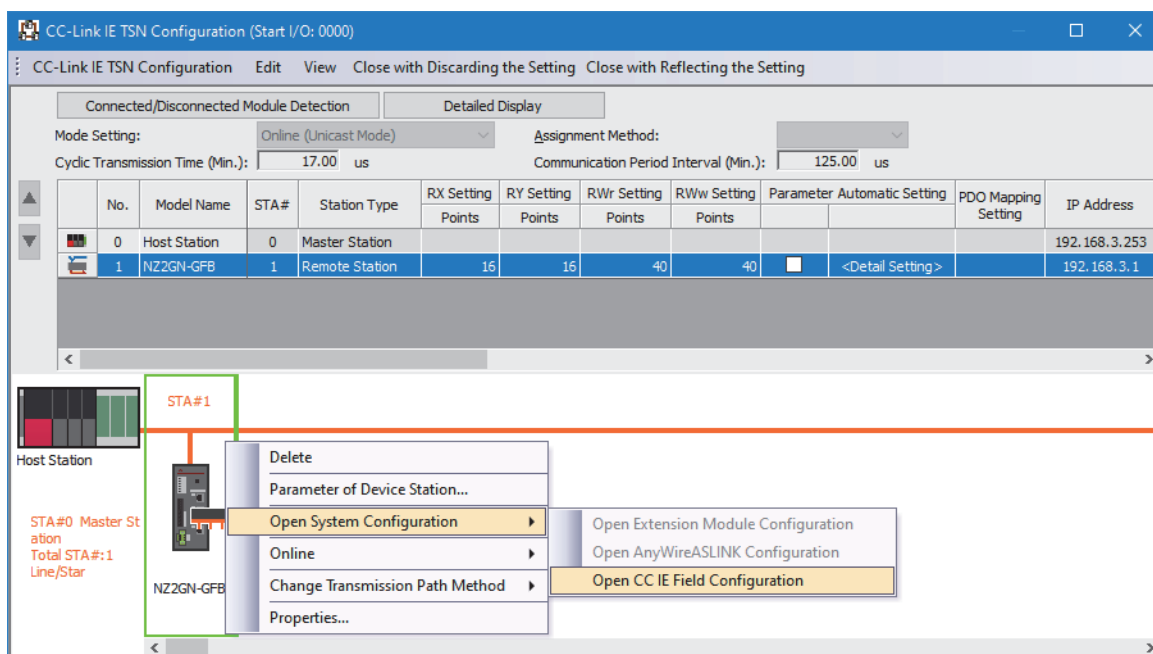 CC-Link IE TSN Configuration (Start I/O: 0000)
CC-Link IE TSN Configuration Edit View Close with Discarding the Setting Close with Reflecting the Setting
Connected/Disconnected Module Detection Detailed Display
Mode Setting: Online (Unicast Mode) Assignment Method:
Cyclic Transmission Time (Min.): 17.00 us Communication Period Interval (Min.): 125.00 us
No. Model Name STA# Station Type RX Setting RY Setting RWr Setting RWw Setting Parameter Automatic Setting PDO Mapping Setting IP Address
Points Points Points Points
0 Host Station 0 Master Station 192.168.3.253
1 NZ2GN-GFB 1 Remote Station 16 16 40 40 <Detail Setting> 192.168.3.1
STA#1
Host Station
STA#0 Master St
ation
Total STA#:1
Line/Star
NZ2GN-GFB
Delete
Parameter of Device Station...
Open System Configuration
Online
Change Transmission Path Method
Properties...
Open Extension Module Configuration
Open AnyWireASLINK Configuration
Open CC IE Field Configuration